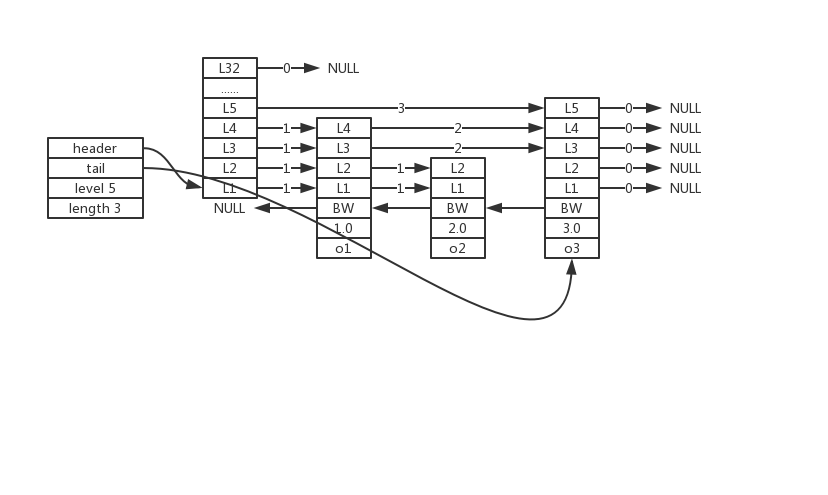 L32 0 NULL
......
L5 3 L5 0 NULL
L4 1 L4 2 L4 0 NULL
header L3 1 L3 2 L3 0 NULL
tail L2 1 L2 1 L2 L2 0 NULL
level 5 L1 1 L1 1 L1 L1 0 NULL
length 3 NULL BW BW BW
1.0 2.0 3.0
o1 o2 o3